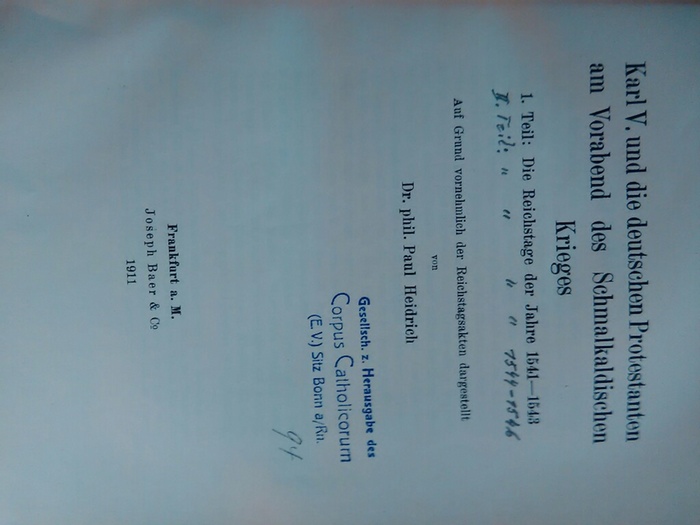 Karl V. und die deutschen Protestanten
am Vorabend des Schmalkaldischen
Krieges
1. Teil: Die Reichstage der Jahre 1541—1543
II. Teil: " " " " 1544-1546
Auf Grund vornehmlich der Reichstagsakten dargestellt
von
Dr. phil. Paul Heidrich
Gesellsch. z. Herausgabe des
Corpus Catholicorum
(E.V.) Sitz Bonn a/Rh.
94
Frankfurt a. M.
Joseph Baer & Co
1911